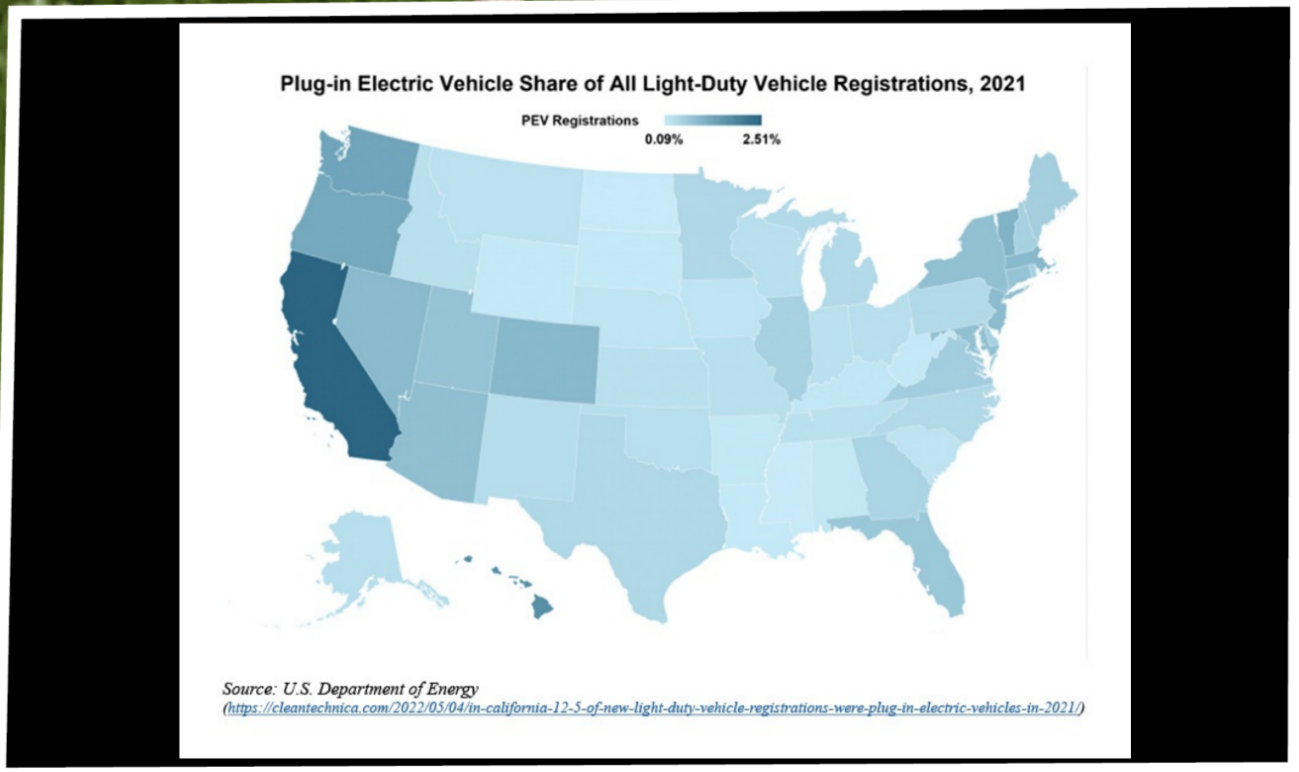 Plug-in Electric Vehicle Share of All Light-Duty Vehicle Registrations, 2021
PEV Registrations
0.09% 2.51%
Source: U.S. Department of Energy
(https://cleantechnica.com/2022/05/04/in-california-12-5-of-new-light-duty-vehicle-registrations-were-plug-in-electric-vehicles-in-2021/)